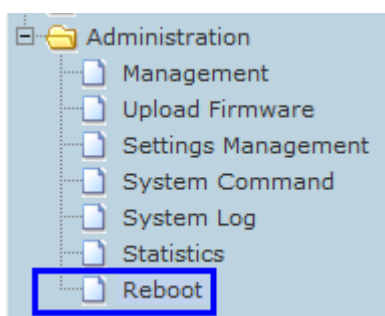 Administration
Management
Upload Firmware
Settings Management
System Command
System Log
Statistics
Reboot